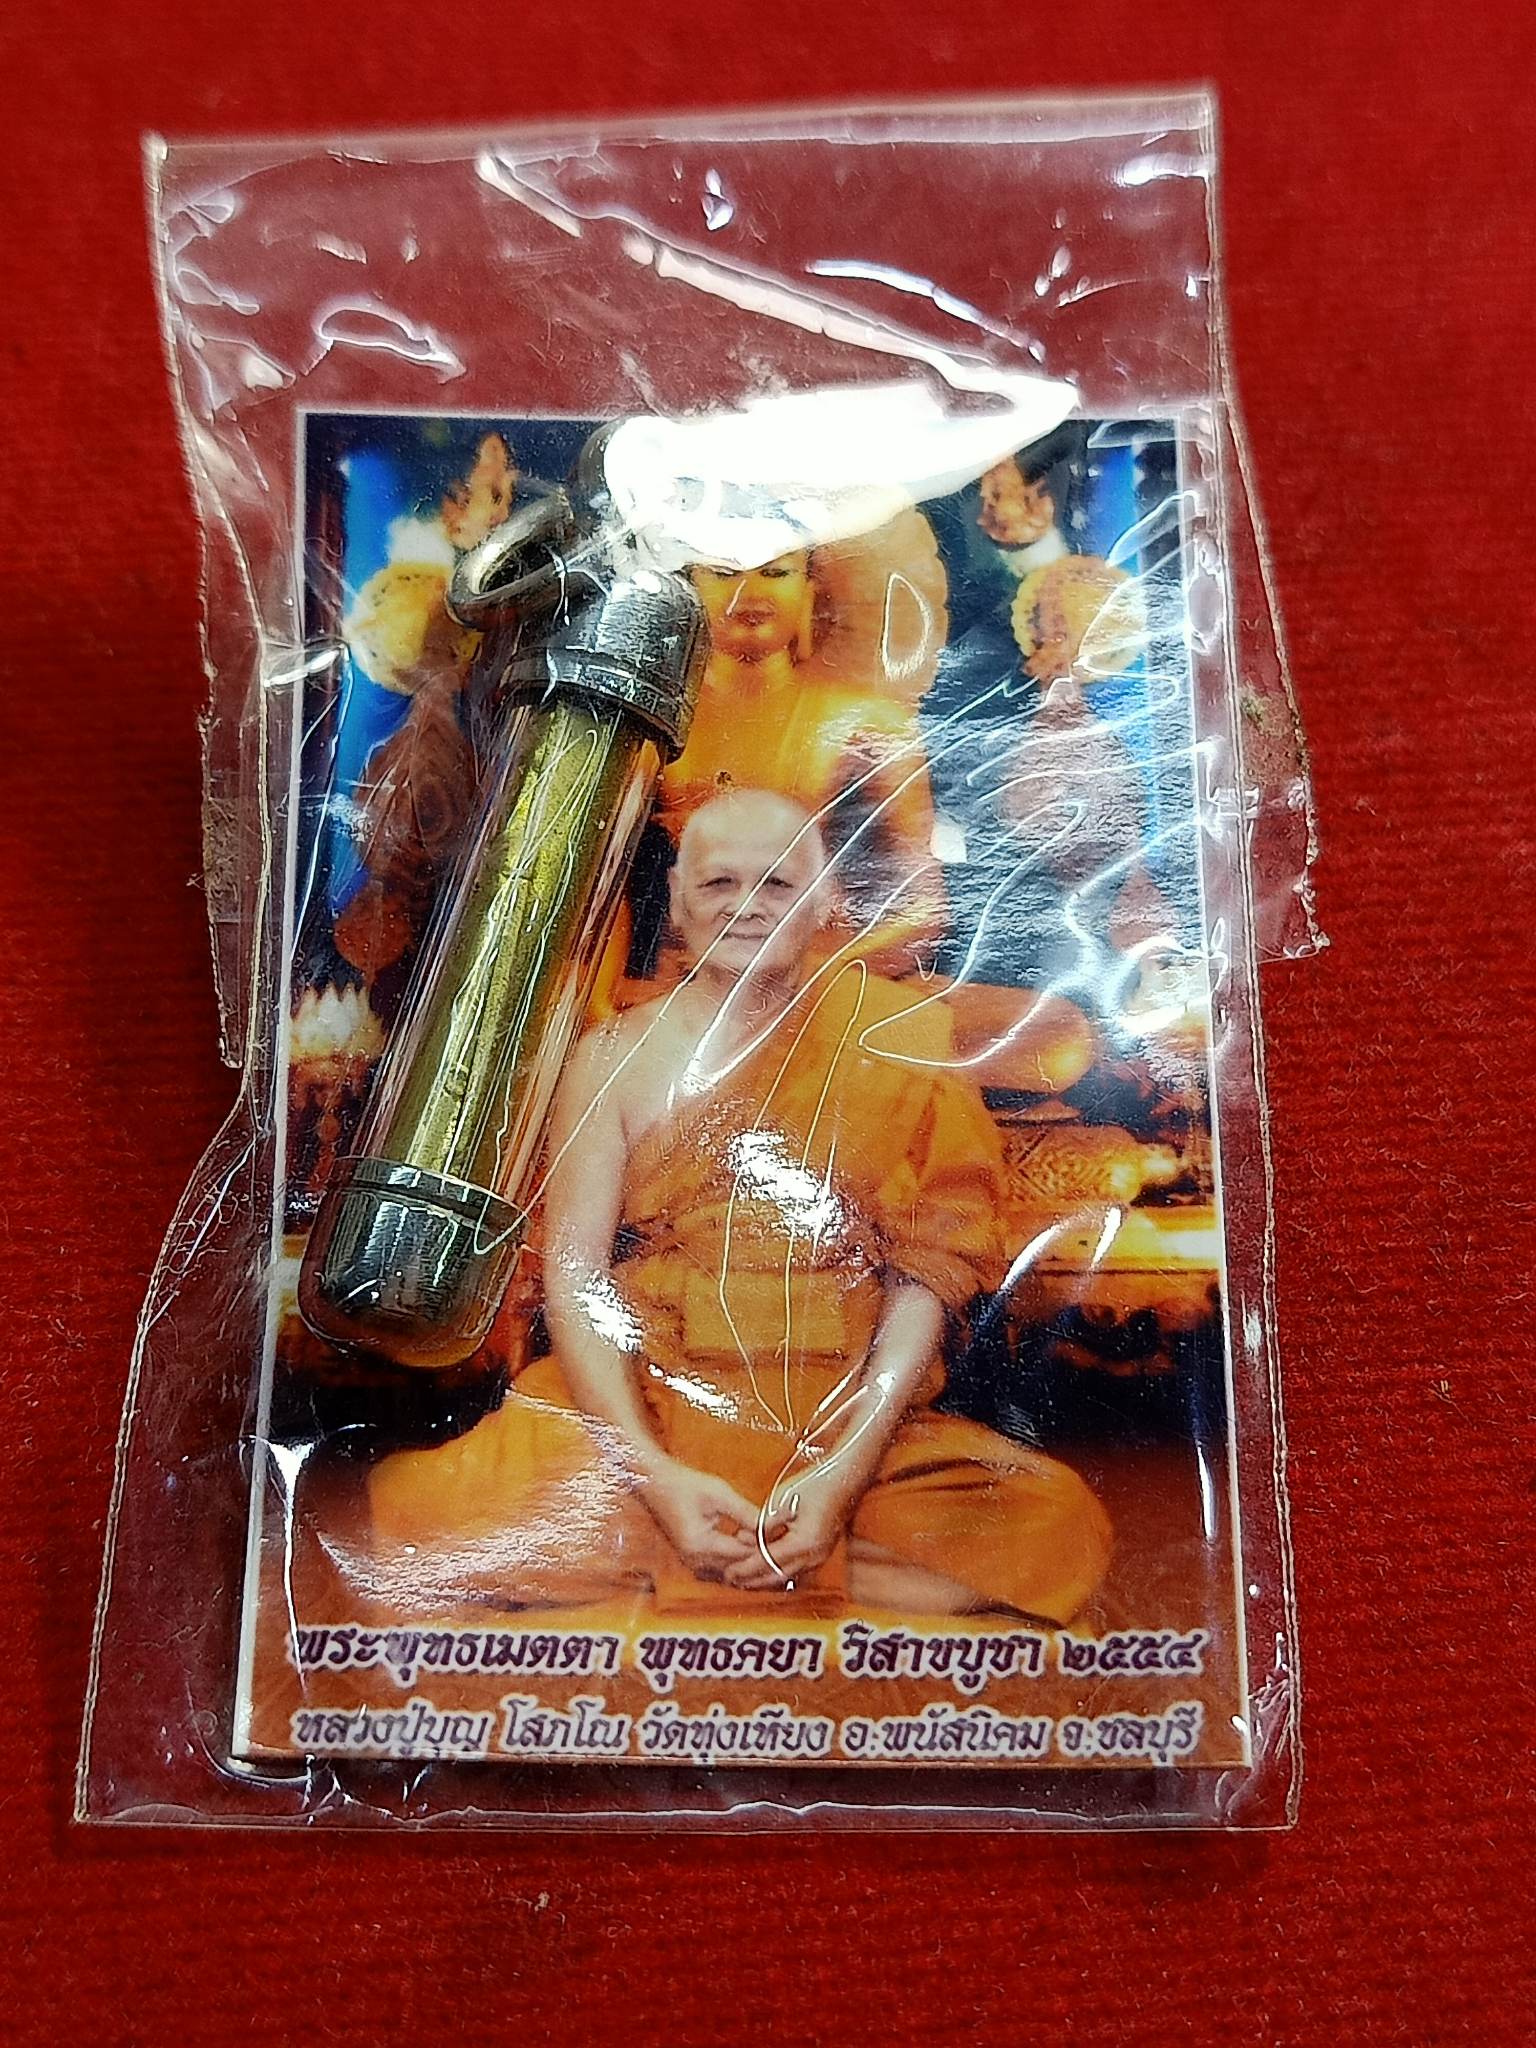 พระพุทธเมตตา พุทธคยา วิสาขบูชา ๒๕๕๔
หลวงปู่บุญ โสภโณ วัดทุ่งเหียง อ.พนัสนิคม จ.ชลบุรี